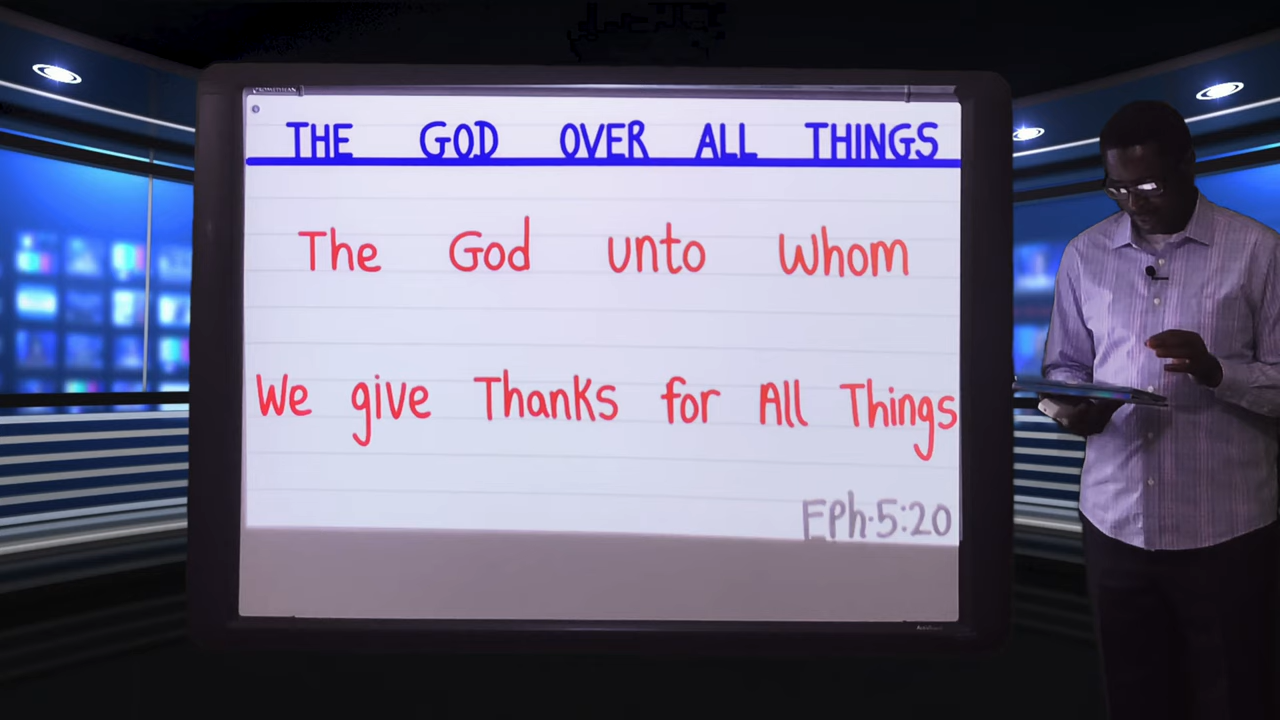 THE GOD OVER ALL THINGS
The God unto Whom
We give Thanks for All Things
EPh.5:20